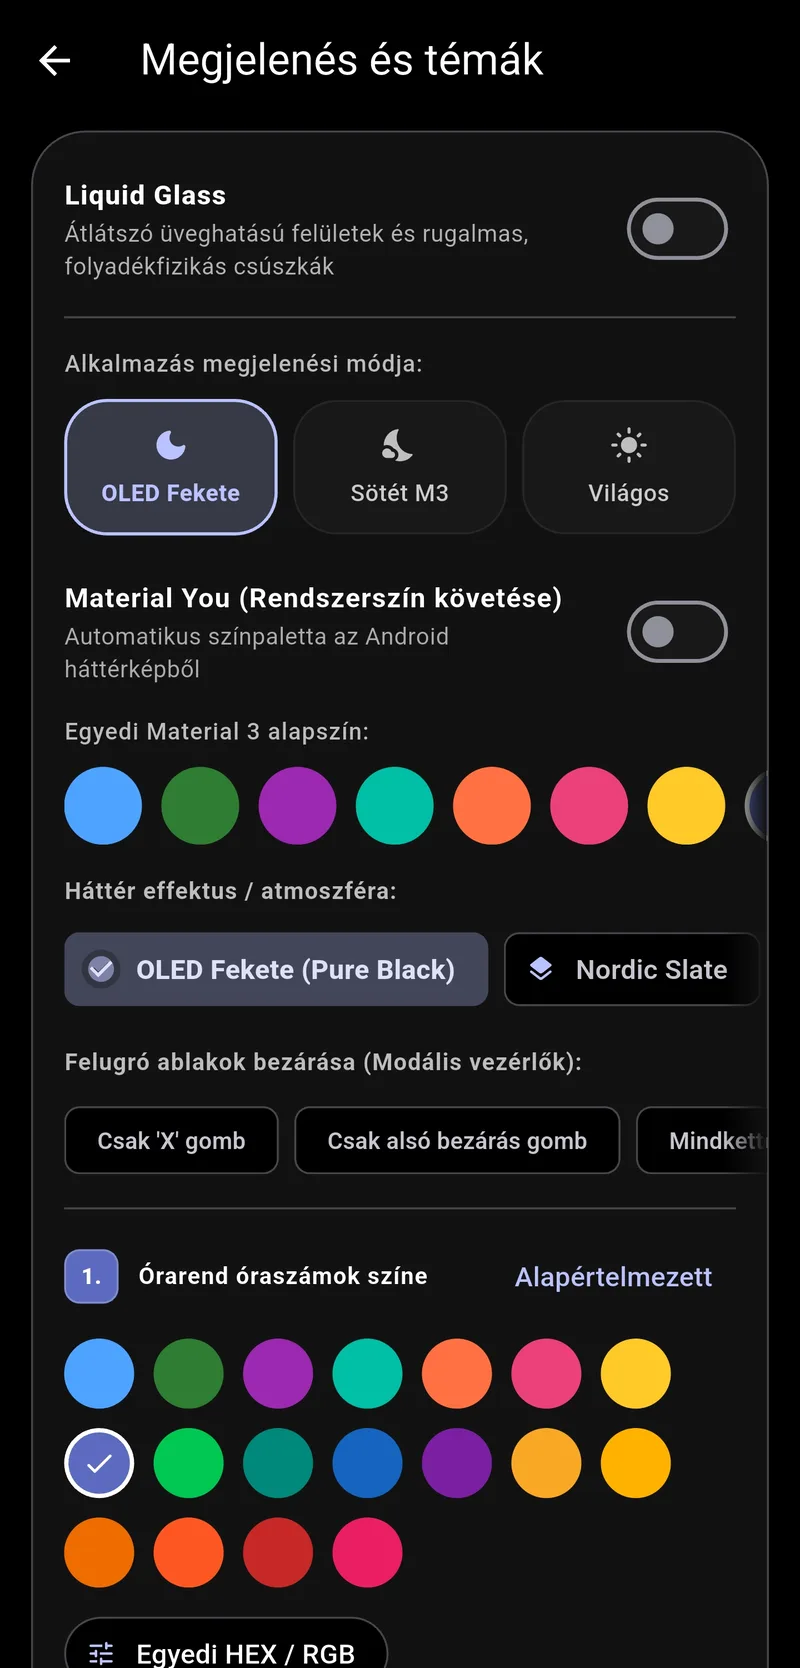 Megjelenés és témák
Liquid Glass
Átlátszó üveghatású felületek és rugalmas,
folyadékfizikás csúszkák
Alkalmazás megjelenési módja:
OLED Fekete
Sötét M3
Világos
Material You (Rendszerszín követése)
Automatikus színpaletta az Android
háttérképből
Egyedi Material 3 alapszín:
Háttér effektus / atmoszféra:
OLED Fekete (Pure Black)
Nordic Slate
Felugró ablakok bezárása (Modális vezérlők):
Csak 'X' gomb
Csak alsó bezárás gomb
1.
Órarend óraszámok színe
Alapértelmezett
Egyedi HEX / RGB